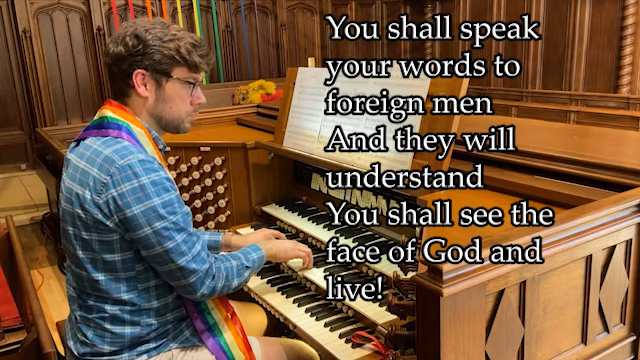 You shall speak
your words to
foreign men
And they will
understand
You shall see the
face of God and
live!